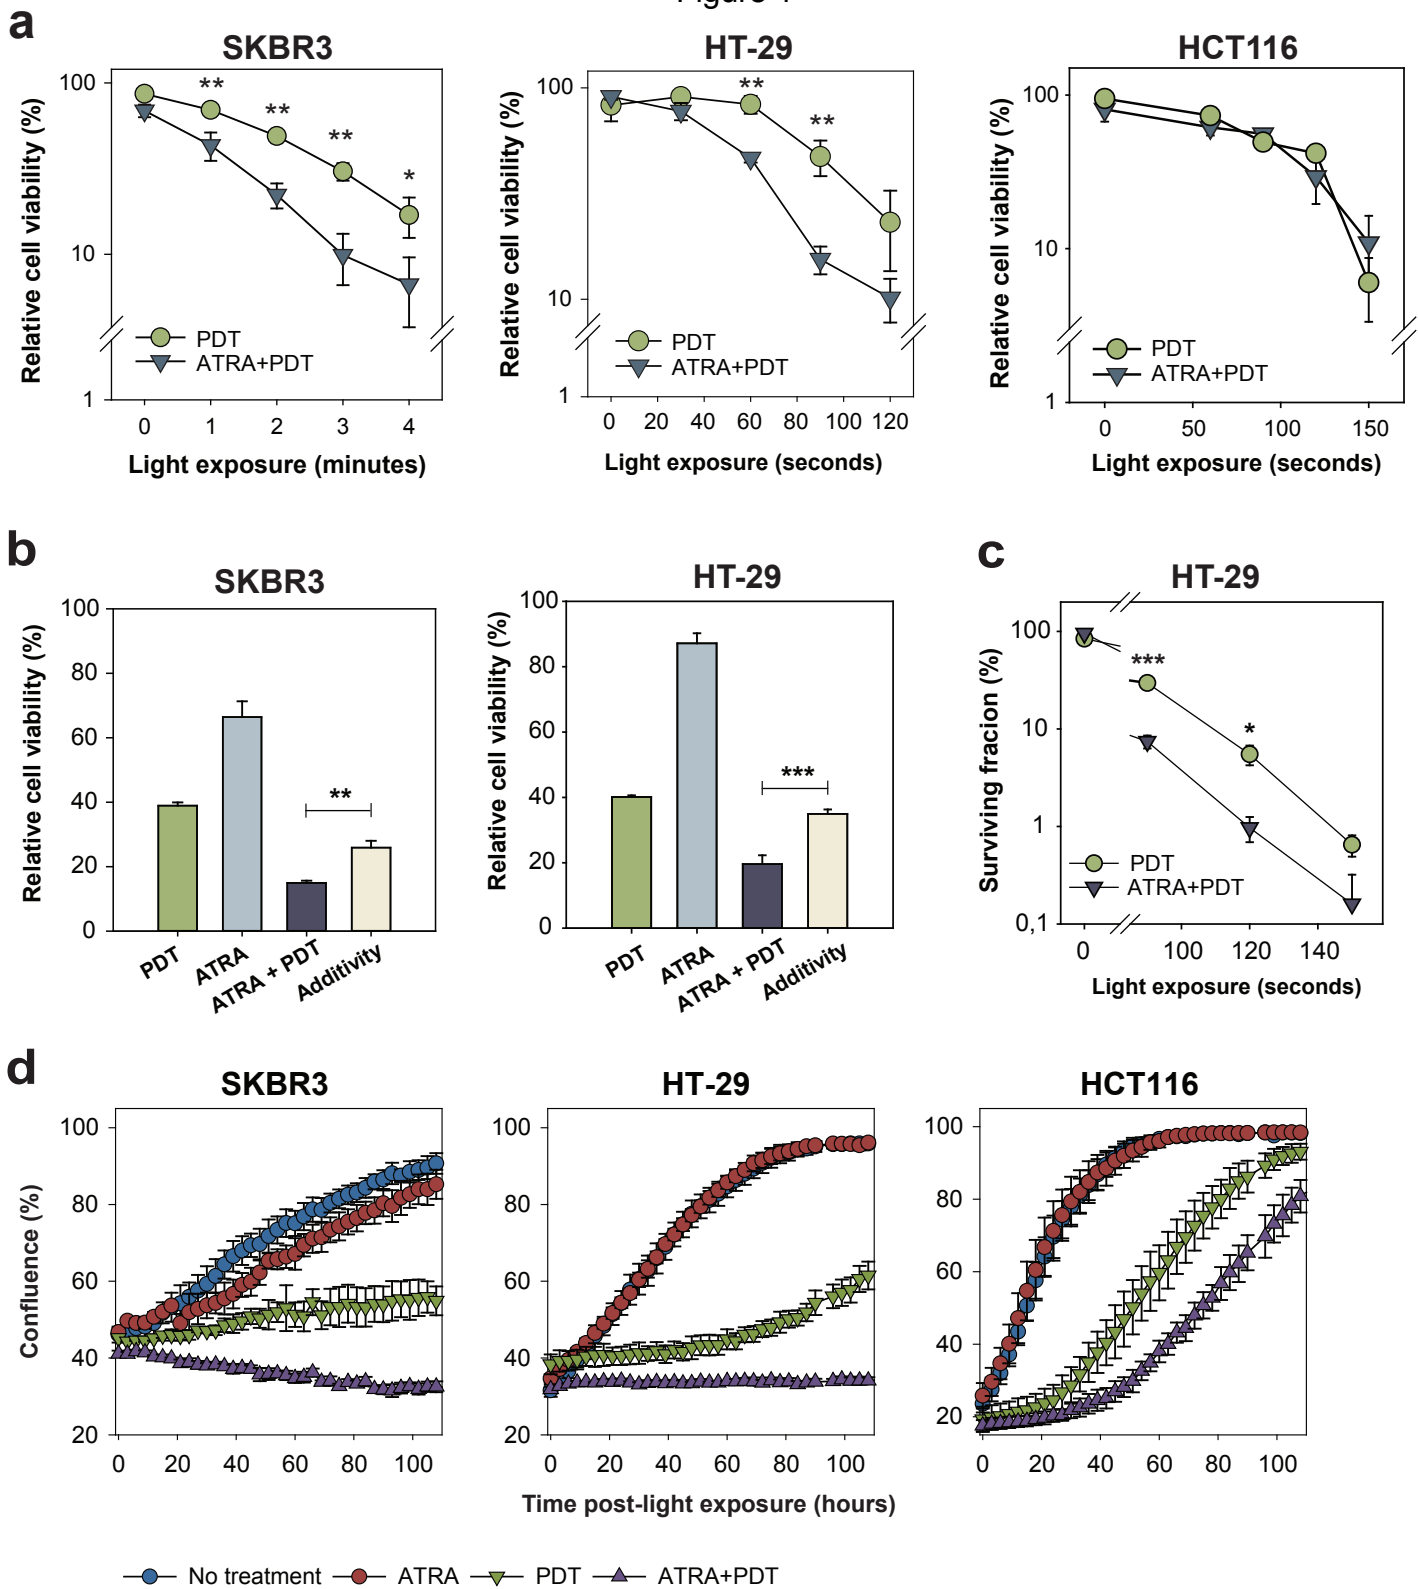 a
SKBR3
HT-29
HCT116
Relative cell viability (%)
100
10
1
**
**
**
*
PDT
ATRA+PDT
0 1 2 3 4
Light exposure (minutes)
Relative cell viability (%)
100
10
1
**
**
PDT
ATRA+PDT
0 20 40 60 80 100 120
Light exposure (seconds)
Relative cell viability (%)
100
10
1
PDT
ATRA+PDT
0 50 100 150
Light exposure (seconds)
b
SKBR3
Relative cell viability (%)
100
80
60
40
20
0
**
PDT
ATRA
ATRA + PDT
Additivity
HT-29
Relative cell viability (%)
100
80
60
40
20
0
***
PDT
ATRA
ATRA + PDT
Additivity
c
HT-29
Surviving fracion (%)
100
10
1
0,1
***
*
PDT
ATRA+PDT
0 100 120 140
Light exposure (seconds)
d
SKBR3
HT-29
HCT116
Confluence (%)
100
80
60
40
20
0 20 40 60 80 100
100
80
60
40
20
0 20 40 60 80 100
100
80
60
40
20
0 20 40 60 80 100
Time post-light exposure (hours)
No treatment ATRA PDT ATRA+PDT